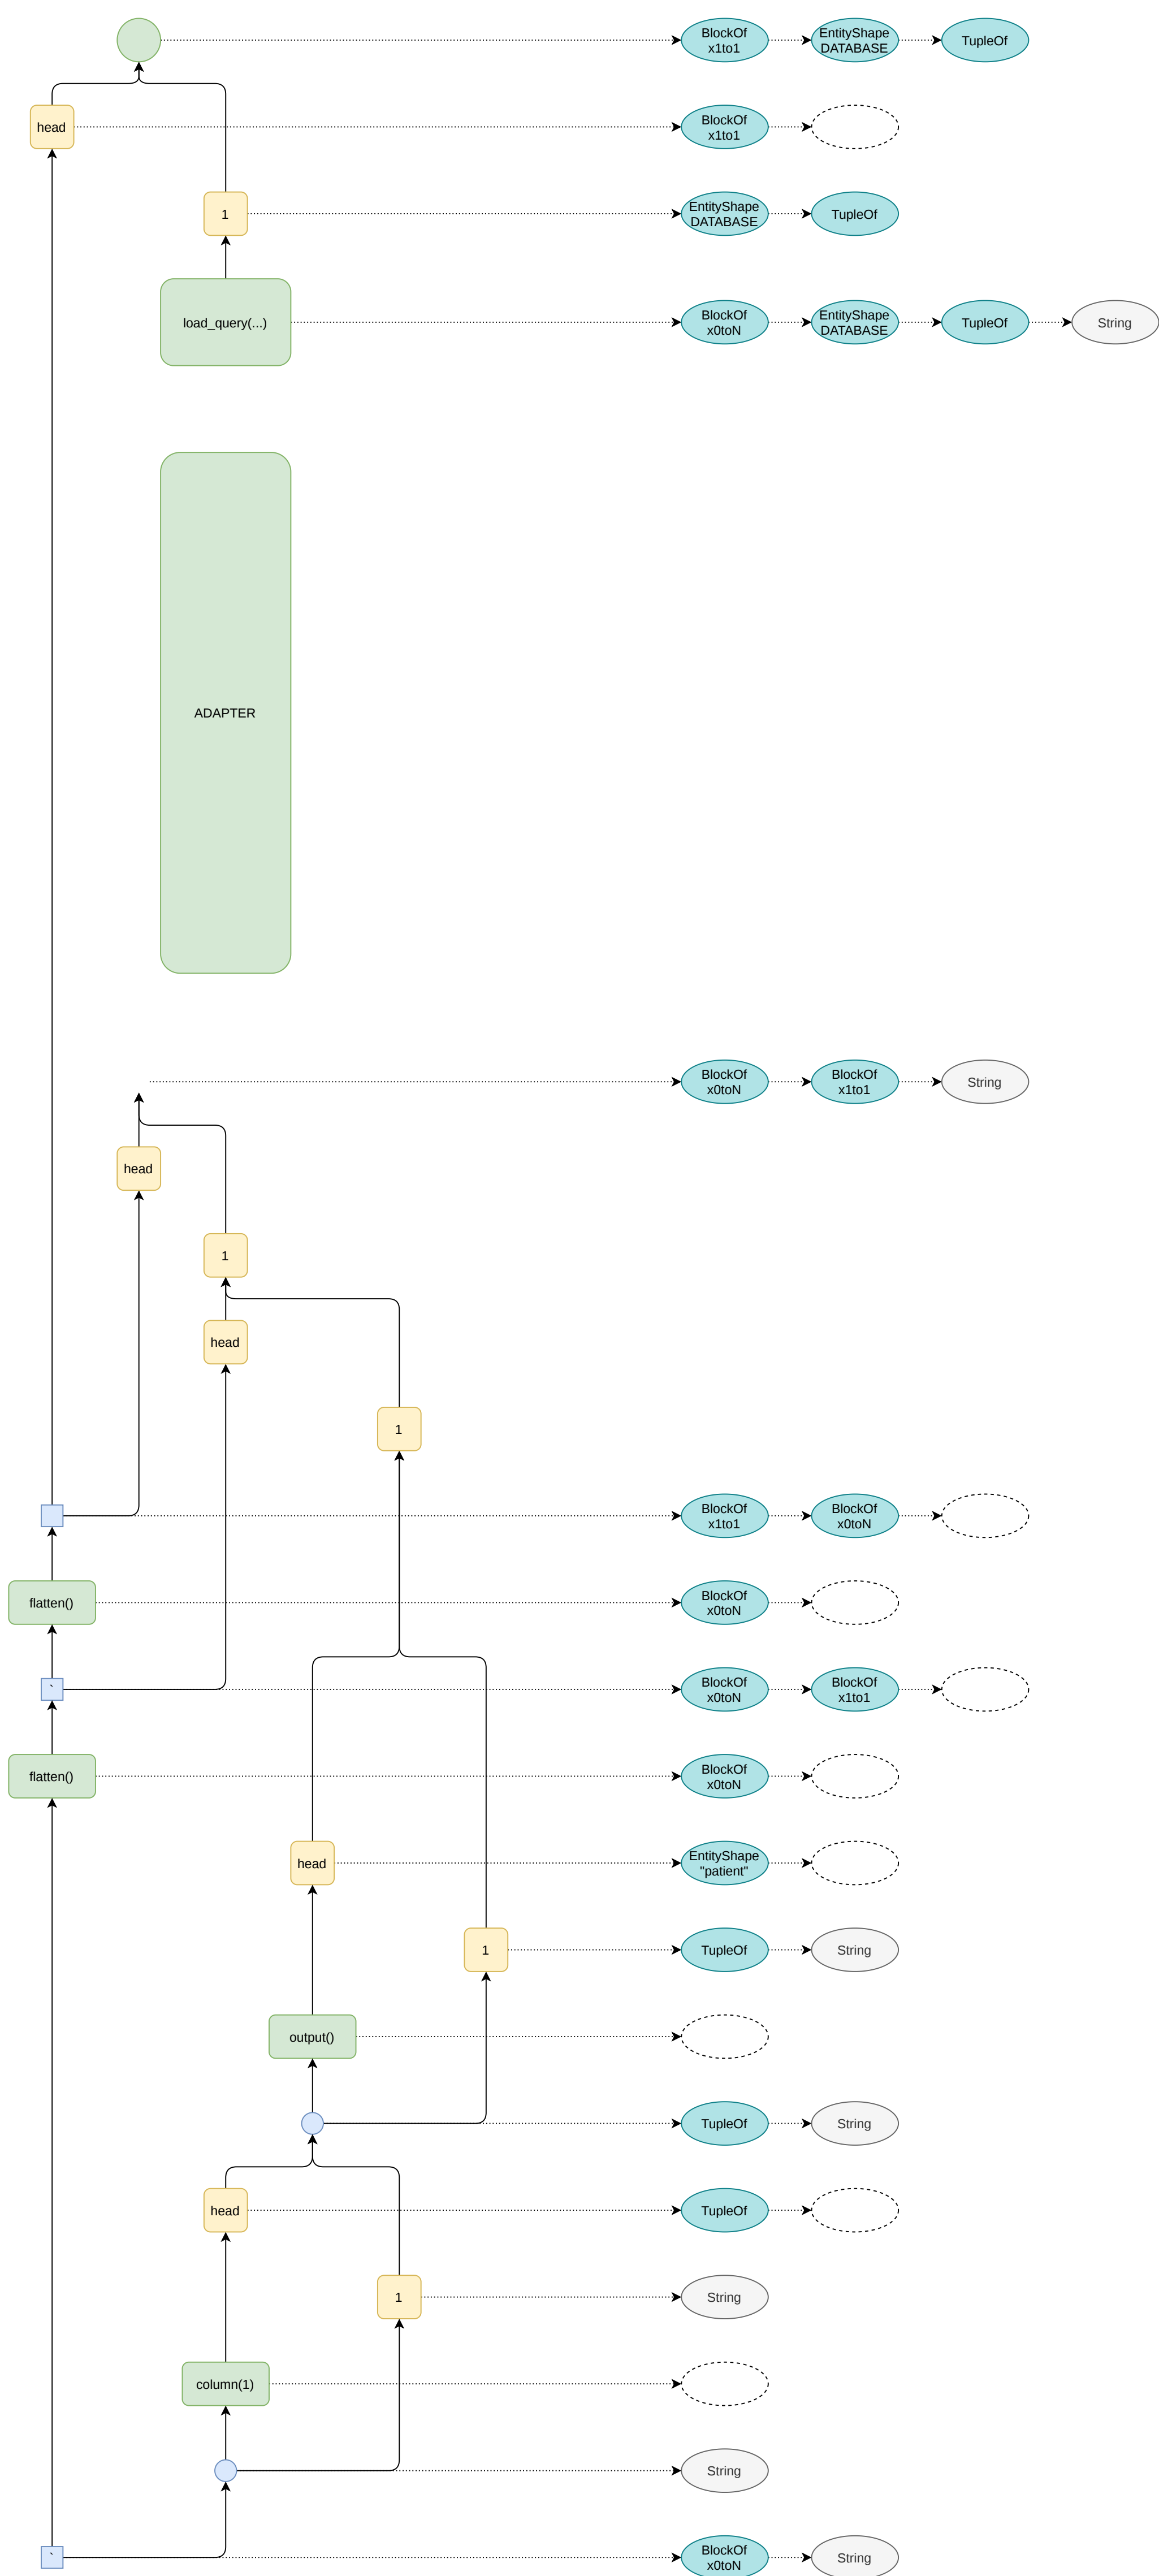 BlockOf
x1to1
EntityShape
DATABASE
TupleOf
head
BlockOf
x1to1
1
EntityShape
DATABASE
TupleOf
load_query(...)
BlockOf
x0toN
EntityShape
DATABASE
TupleOf
String
ADAPTER
BlockOf
x0toN
BlockOf
x1to1
String
head
1
head
1
BlockOf
x1to1
BlockOf
x0toN
flatten()
BlockOf
x0toN
`
BlockOf
x0toN
BlockOf
x1to1
flatten()
BlockOf
x0toN
head
EntityShape
"patient"
1
TupleOf
String
output()
TupleOf
String
head
TupleOf
1
String
column(1)
String
`
BlockOf
x0toN
String